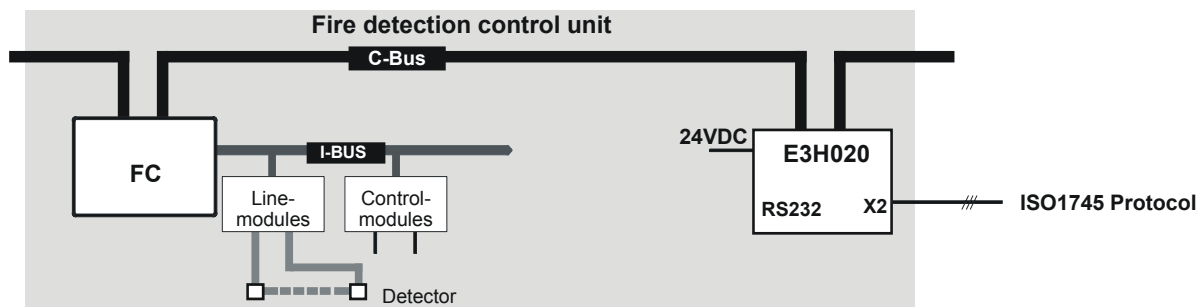 Fire detection control unit
C-Bus
24VDC
E3H020
FC
I-BUS
Line-
modules
Control-
modules
RS232
X2
ISO1745 Protocol
Detector